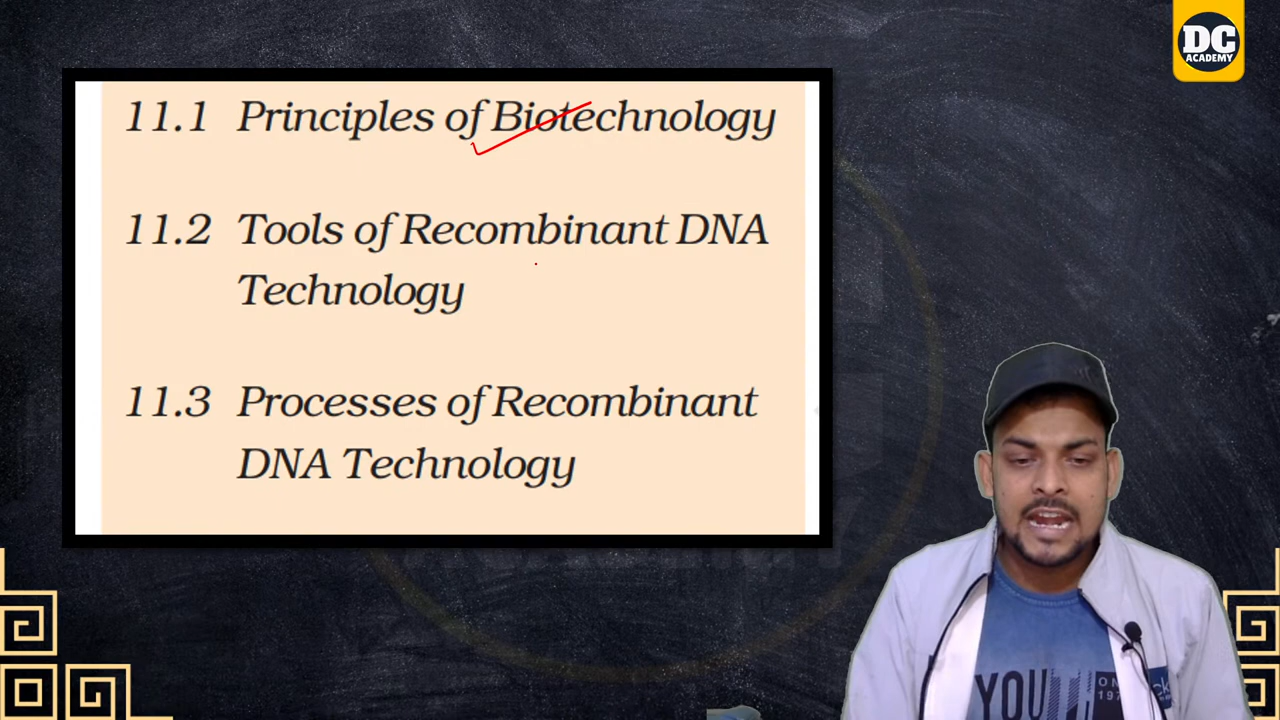 DC
ACADEMY
11.1 Principles of Biotechnology
11.2 Tools of Recombinant DNA
Technology
11.3 Processes of Recombinant
DNA Technology
YOU